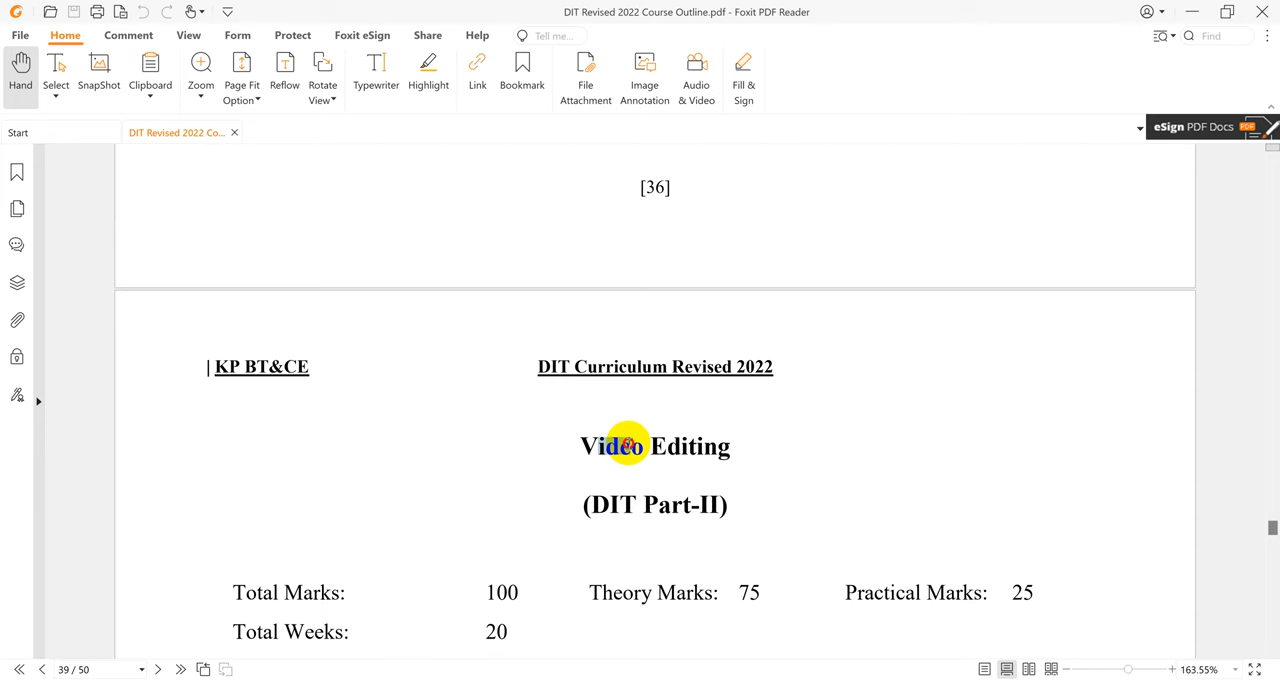 DIT Revised 2022 Course Outline.pdf - Foxit PDF Reader
File Home Comment View Form Protect Foxit eSign Share Help Tell me... Find
Hand Select SnapShot Clipboard Zoom Page Fit Option Reflow Rotate View Typewriter Highlight Link Bookmark File Attachment Image Annotation Audio & Video Fill & Sign
Start DIT Revised 2022 Co... eSign PDF Docs PDF
[36]
| KP BT&CE DIT Curriculum Revised 2022
Video Editing
(DIT Part-II)
Total Marks: 100 Theory Marks: 75 Practical Marks: 25
Total Weeks: 20
39 / 50 163.55%